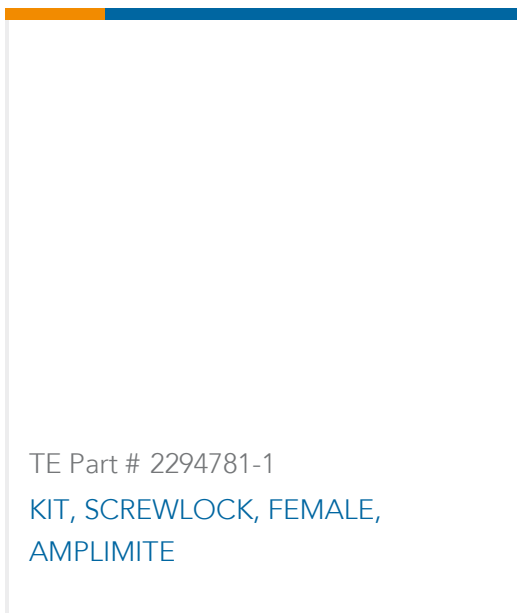 TE Part # 2294781-1
KIT, SCREWLOCK, FEMALE,
AMPLIMITE